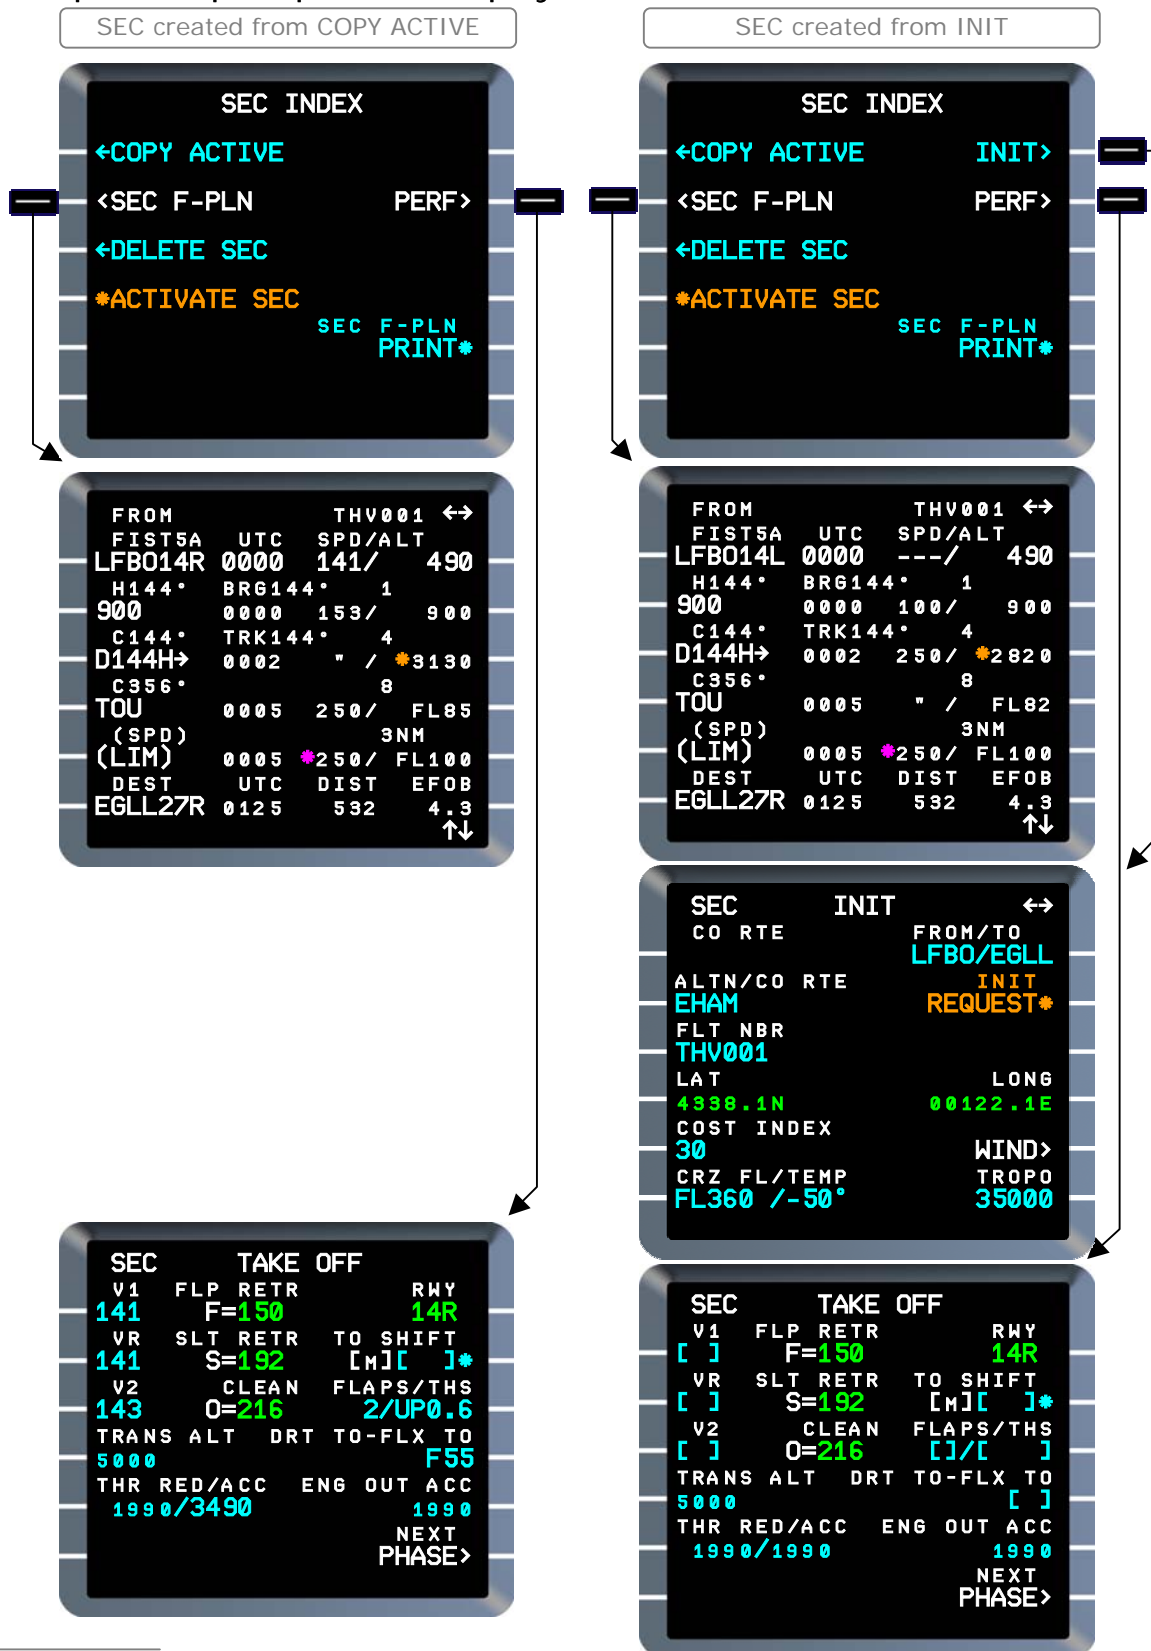 SEC created from COPY ACTIVE
SEC INDEX
←COPY ACTIVE
<SEC F-PLN PERF>
←DELETE SEC
*ACTIVATE SEC
SEC F-PLN
PRINT*
FROM THV001 ←→
FIST5A UTC SPD/ALT
LFBO14R 0000 141/ 490
H144° BRG144° 1
900 0000 153/ 900
C144° TRK144° 4
D144H→ 0002 " / *3130
C356° 8
TOU 0005 250/ FL85
(SPD) 3NM
(LIM) 0005 *250/ FL100
DEST UTC DIST EFOB
EGLL27R 0125 532 4.3
↑↓
SEC TAKE OFF
V1 FLP RETR RWY
141 F=150 14R
VR SLT RETR TO SHIFT
141 S=192 [M][ ]*
V2 CLEAN FLAPS/THS
143 O=216 2/UP0.6
TRANS ALT DRT TO-FLX TO
5000 F55
THR RED/ACC ENG OUT ACC
1990/3490 1990
NEXT
PHASE>
SEC created from INIT
SEC INDEX
←COPY ACTIVE INIT>
<SEC F-PLN PERF>
←DELETE SEC
*ACTIVATE SEC
SEC F-PLN
PRINT*
FROM THV001 ←→
FIST5A UTC SPD/ALT
LFBO14L 0000 ---/ 490
H144° BRG144° 1
900 0000 100/ 900
C144° TRK144° 4
D144H→ 0002 250/ *2820
C356° 8
TOU 0005 " / FL82
(SPD) 3NM
(LIM) 0005 *250/ FL100
DEST UTC DIST EFOB
EGLL27R 0125 532 4.3
↑↓
SEC INIT ←→
CO RTE FROM/TO
LFBO/EGLL
ALTN/CO RTE INIT
EHAM REQUEST*
FLT NBR
THV001
LAT LONG
4338.1N 00122.1E
COST INDEX
30 WIND>
CRZ FL/TEMP TROPO
FL360 /-50° 35000
SEC TAKE OFF
V1 FLP RETR RWY
[ ] F=150 14R
VR SLT RETR TO SHIFT
[ ] S=192 [M][ ]*
V2 CLEAN FLAPS/THS
[ ] O=216 []/[ ]
TRANS ALT DRT TO-FLX TO
5000 [ ]
THR RED/ACC ENG OUT ACC
1990/1990 1990
NEXT
PHASE>